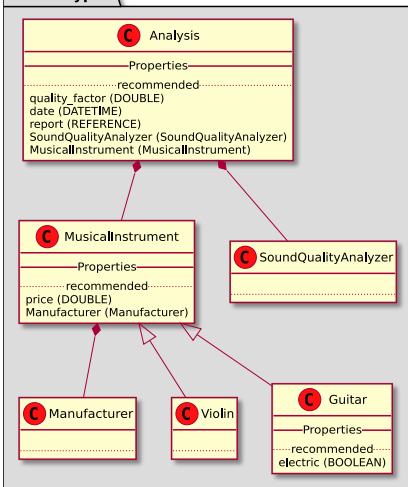 C Analysis
Properties
recommended
quality_factor (DOUBLE)
date (DATETIME)
report (REFERENCE)
SoundQualityAnalyzer (SoundQualityAnalyzer)
MusicalInstrument (MusicalInstrument)
C MusicalInstrument
Properties
recommended
price (DOUBLE)
Manufacturer (Manufacturer)
C SoundQualityAnalyzer
C Manufacturer
C Violin
C Guitar
Properties
recommended
electric (BOOLEAN)